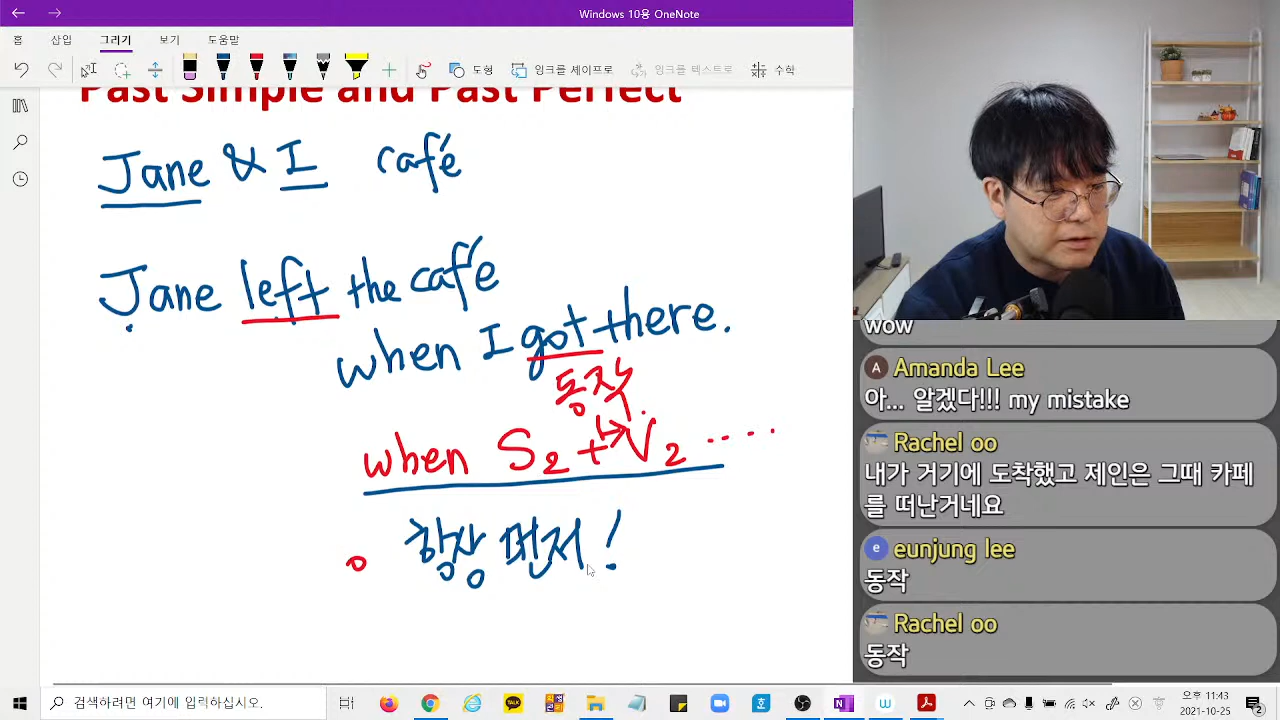 Windows 10용 OneNote
홈 삽입 그리기 보기 도움말
도형 잉크를 셰이프로 잉크를 텍스트로 수학
Past Simple and Past Perfect
Jane & I café
Jane left the café
when I got there.
동작
when S2 + V2 ....
항상 먼저!
wow
A Amanda Lee
아... 알겠다!!! my mistake
Rachel oo
내가 거기에 도착했고 제인은 그때 카페
를 떠난거네요
e eunjung lee
동작
Rachel oo
동작
검색하려면 여기에 입력하십시오.
TALK
오후 11:43
2021-10-25
2